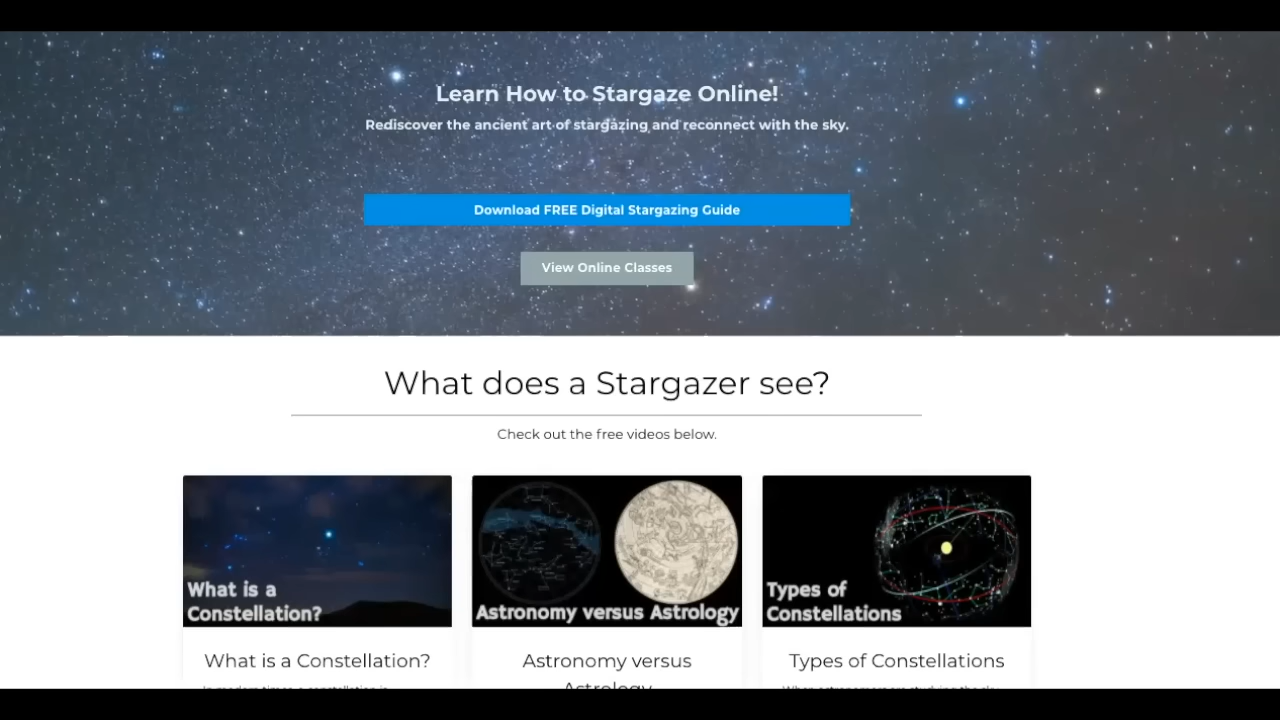 Learn How to Stargaze Online!
Rediscover the ancient art of stargazing and reconnect with the sky.
Download FREE Digital Stargazing Guide
View Online Classes
What does a Stargazer see?
Check out the free videos below.
What is a
Constellation?
Astronomy versus Astrology
Types of
Constellations
What is a Constellation?
Astronomy versus
Astrology
Types of Constellations